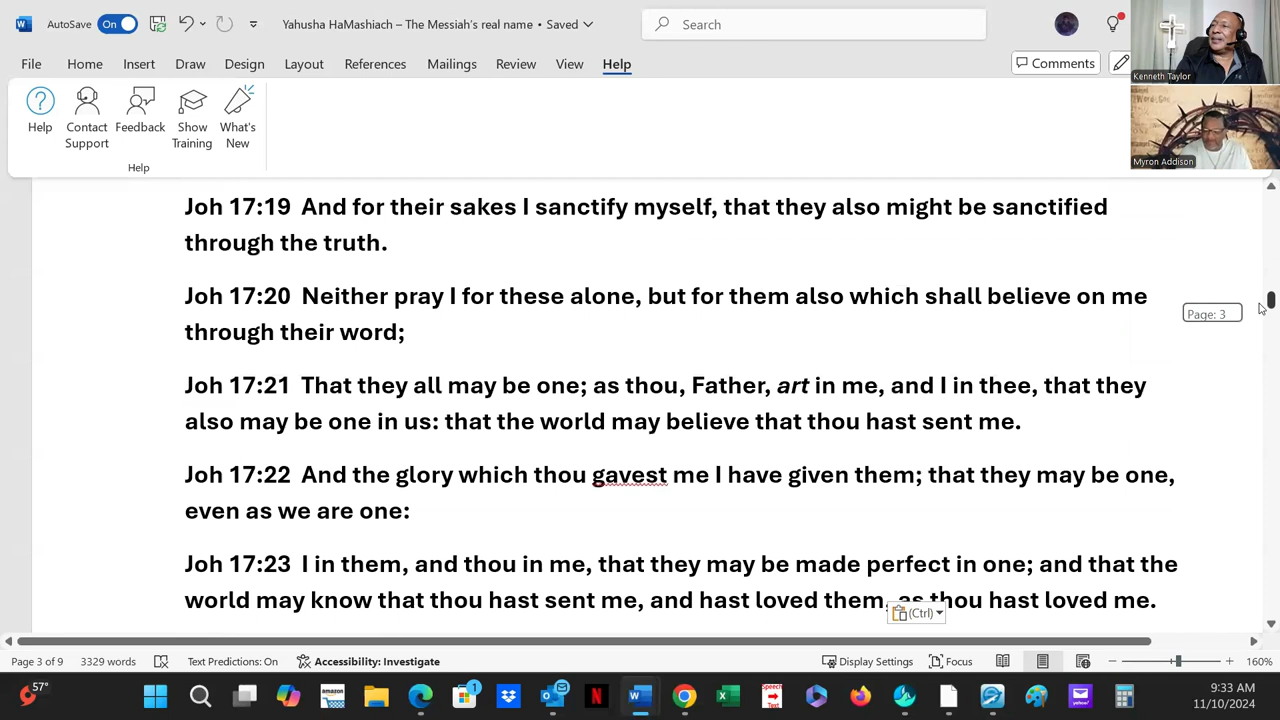 AutoSave On
Yahusha HaMashiach – The Messiah's real name • Saved
Search
Kenneth Taylor
File Home Insert Draw Design Layout References Mailings Review View Help
Comments
Help
Contact Support
Feedback
Show Training
What's New
Help
Myron Addison
Joh 17:19 And for their sakes I sanctify myself, that they also might be sanctified
through the truth.
Joh 17:20 Neither pray I for these alone, but for them also which shall believe on me
through their word;
Page: 3
Joh 17:21 That they all may be one; as thou, Father, art in me, and I in thee, that they
also may be one in us: that the world may believe that thou hast sent me.
Joh 17:22 And the glory which thou gavest me I have given them; that they may be one,
even as we are one:
Joh 17:23 I in them, and thou in me, that they may be made perfect in one; and that the
world may know that thou hast sent me, and hast loved them, as thou hast loved me.
(Ctrl)
Page 3 of 9 3329 words Text Predictions: On Accessibility: Investigate Display Settings Focus 160%
57°
amazon
1
Speech
Text
yahoo!
9:33 AM
11/10/2024